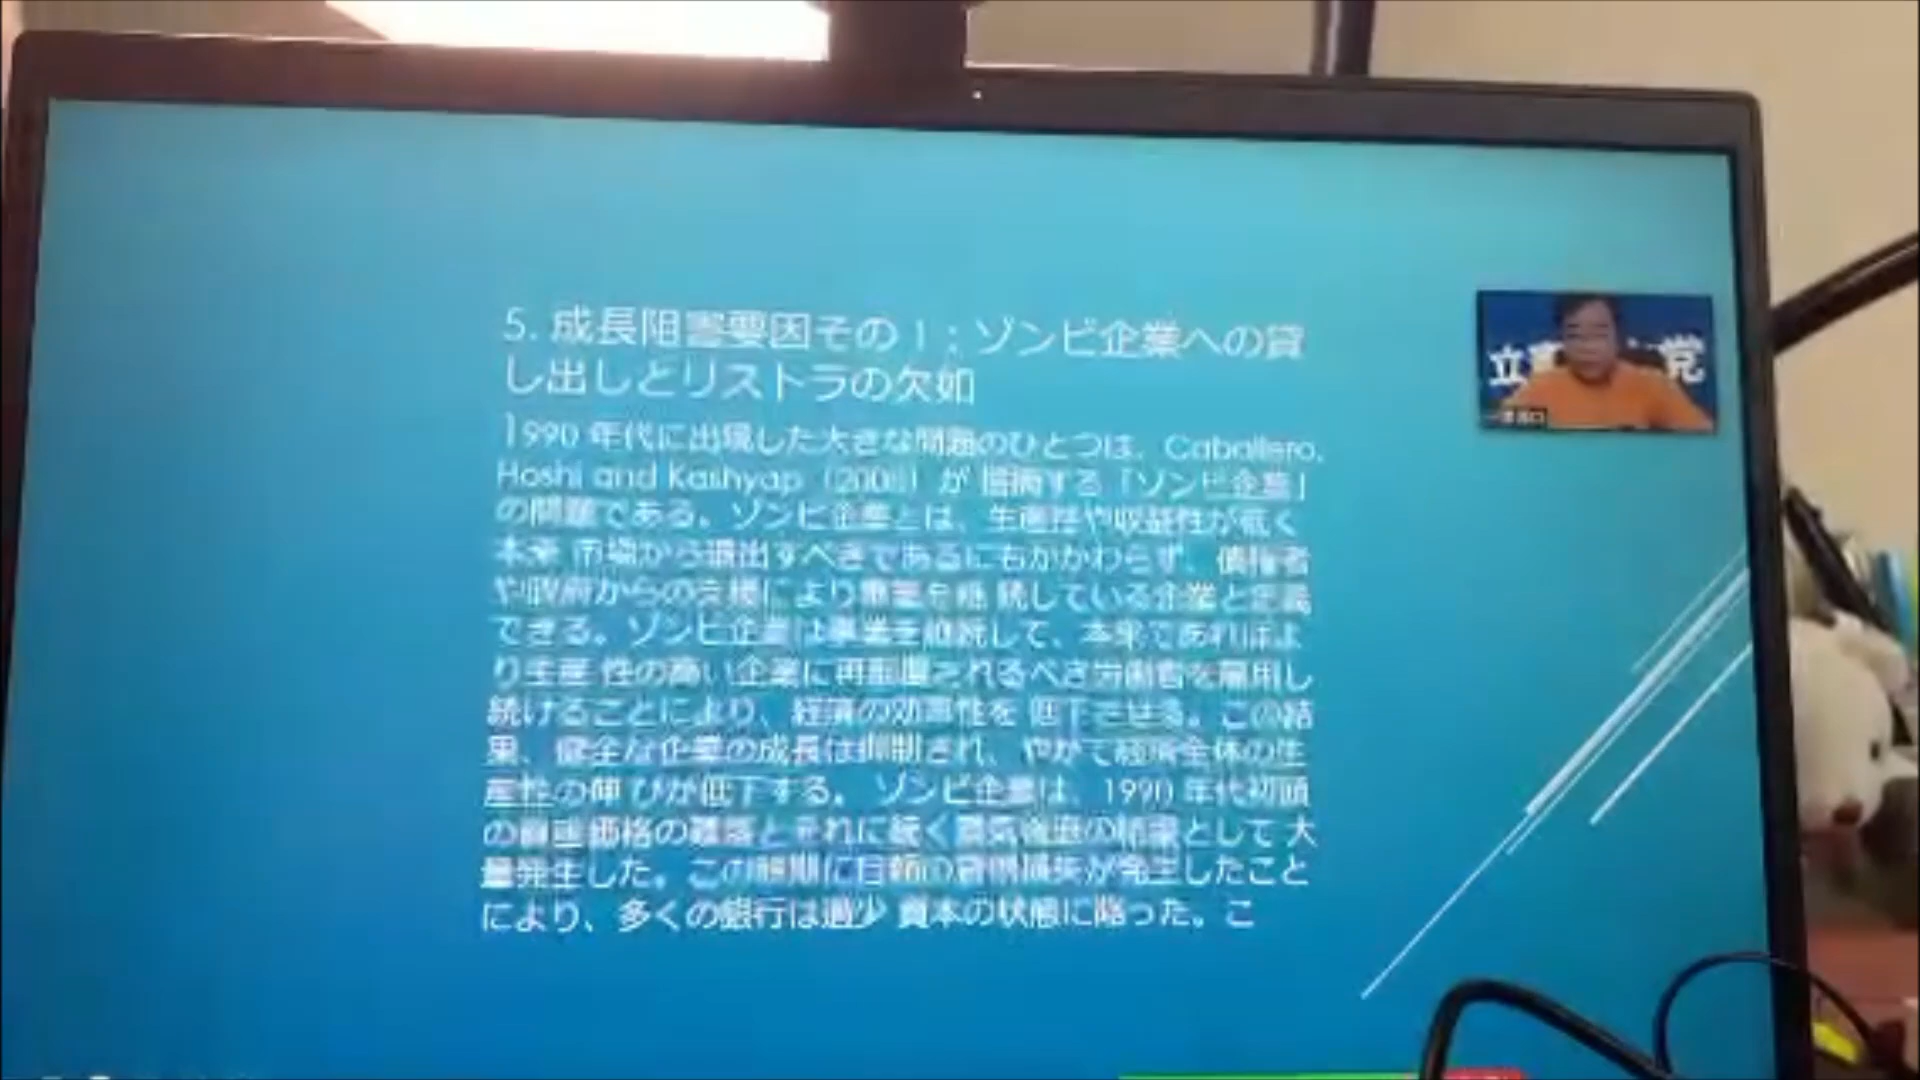 5. 成長阻害要因その1：ゾンビ企業への貸
し出しとリストラの欠如
1990 年代に出現した大きな問題のひとつは、Caballero,
Hoshi and Kashyap (2008) が 指摘する「ゾンビ企業」
の問題である。ゾンビ企業とは、生産性や収益性が低く
本来 市場から退出すべきであるにもかかわらず、債権者
や政府からの支援により事業を継 続している企業と定義
できる。ゾンビ企業は事業を継続して、本来であればよ
り生産 性の高い企業に再配置されるべき労働者を雇用し
続けることにより、経済の効率性を 低下させる。この結
果、健全な企業の成長は抑制され、やがて経済全体の生
産性の伸 びが低下する。 ゾンビ企業は、1990 年代初頭
の資産価格の暴落とそれに続く景気後退の結果として 大
量発生した。この時期に巨額の貸倒損失が発生したこと
により、多くの銀行は過少 資本の状態に陥った。こ
立 党